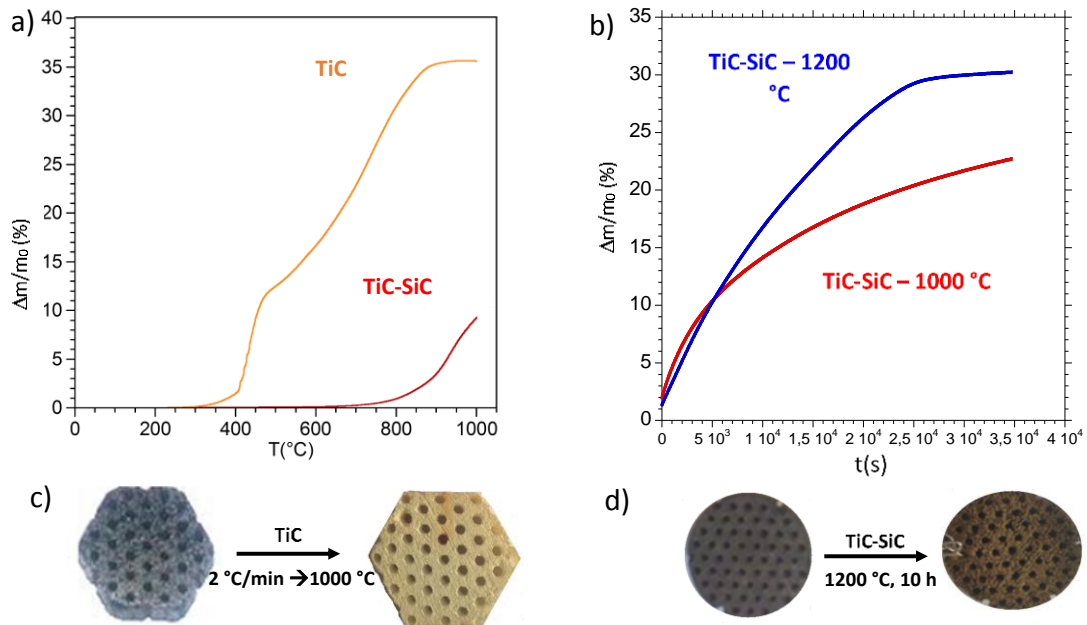 a)
40
35
30
25
20
15
10
5
0
Δm/m₀ (%)
TiC
TiC-SiC
0
200
400
600
800
1000
T(°C)
b)
35
30
25
20
15
10
5
0
Δm/m₀ (%)
TiC-SiC – 1200
°C
TiC-SiC – 1000 °C
0
5 10³
1 10⁴
1,5 10⁴
2 10⁴
2,5 10⁴
3 10⁴
3,5 10⁴
4 10⁴
t(s)
c)
TiC
2 °C/min →1000 °C
d)
TiC-SiC
1200 °C, 10 h